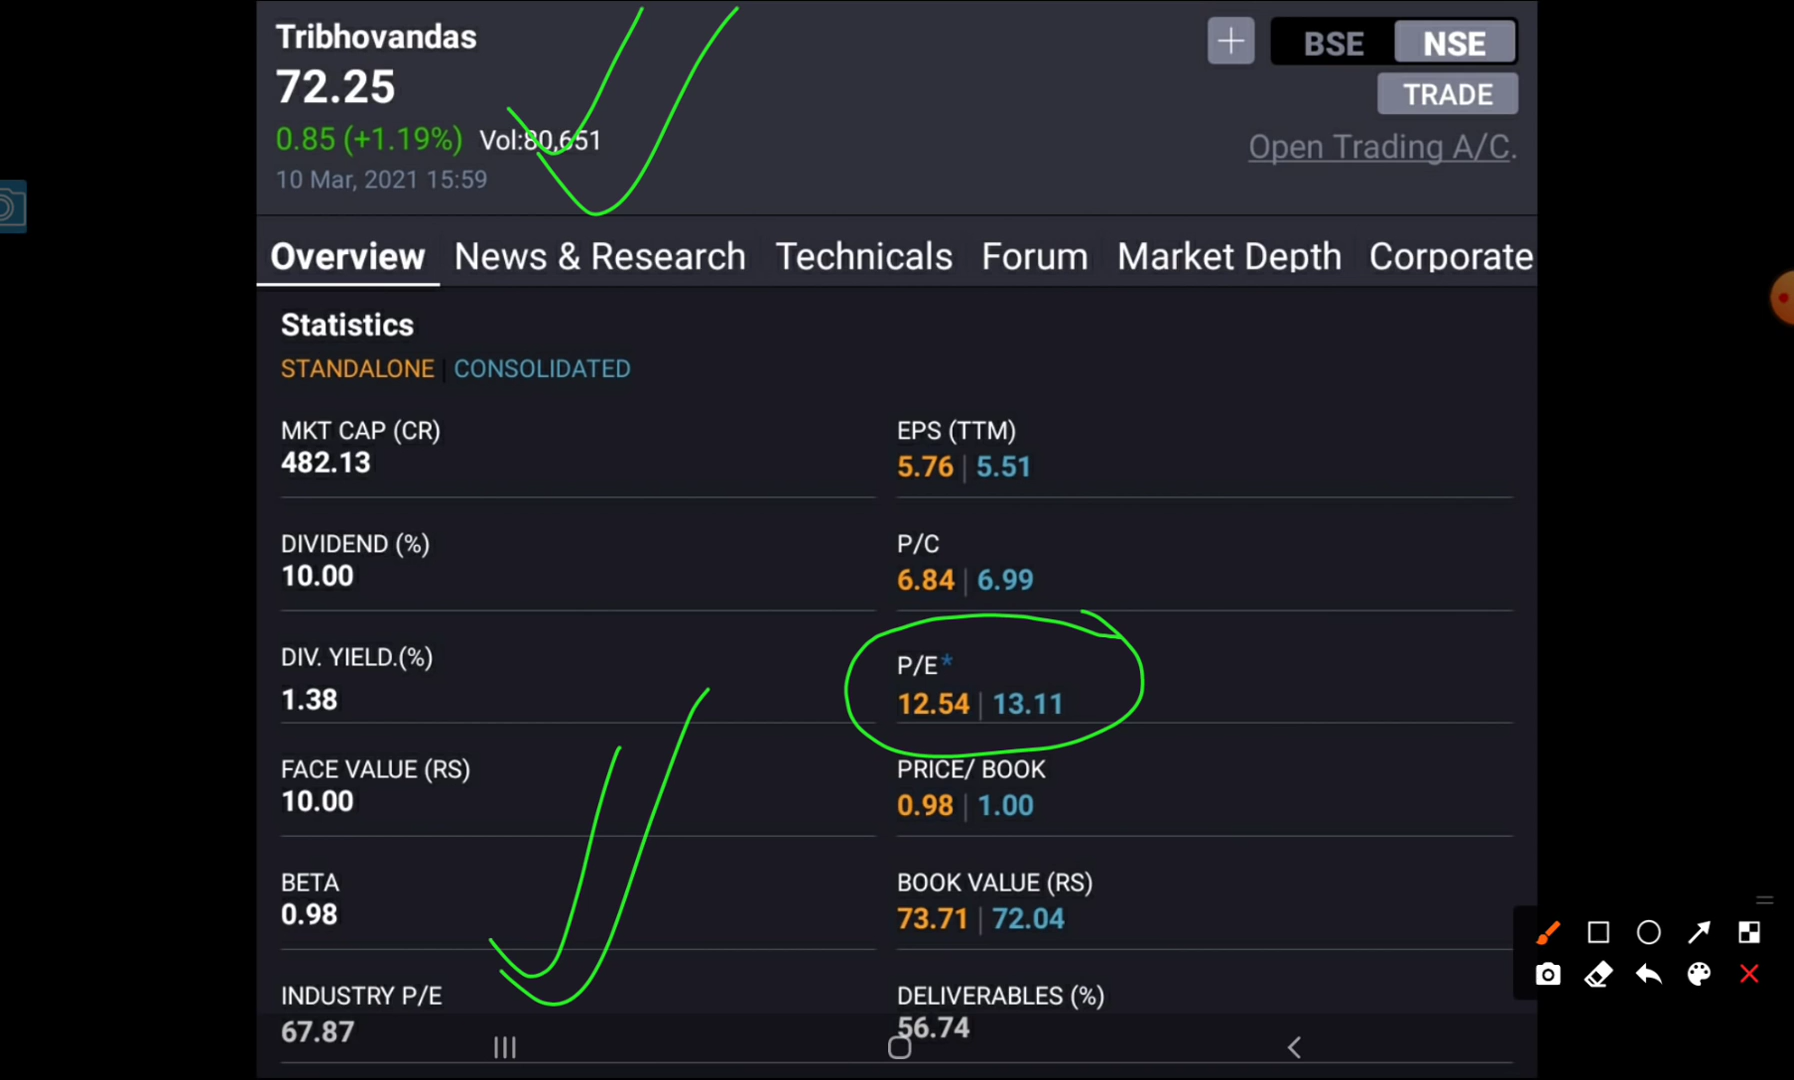 Tribhovandas
BSE NSE
72.25
TRADE
0.85 (+1.19%) Vol:80,651
Open Trading A/C.
10 Mar, 2021 15:59
Overview News & Research Technicals Forum Market Depth Corporate
Statistics
STANDALONE | CONSOLIDATED
MKT CAP (CR)
482.13
EPS (TTM)
5.76 | 5.51
DIVIDEND (%)
10.00
P/C
6.84 | 6.99
DIV. YIELD.(%)
1.38
P/E*
12.54 | 13.11
FACE VALUE (RS)
10.00
PRICE/ BOOK
0.98 | 1.00
BETA
0.98
BOOK VALUE (RS)
73.71 | 72.04
INDUSTRY P/E
67.87
DELIVERABLES (%)
56.74